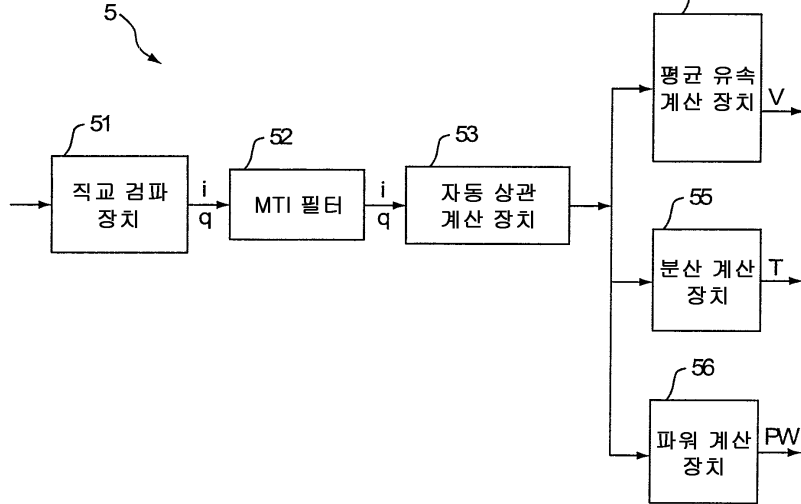 5
51
직교 검파
장치
i
q
52
MTI 필터
i
q
53
자동 상관
계산 장치
평균 유속
계산 장치
V
55
분산 계산
장치
T
56
파워 계산
장치
PW